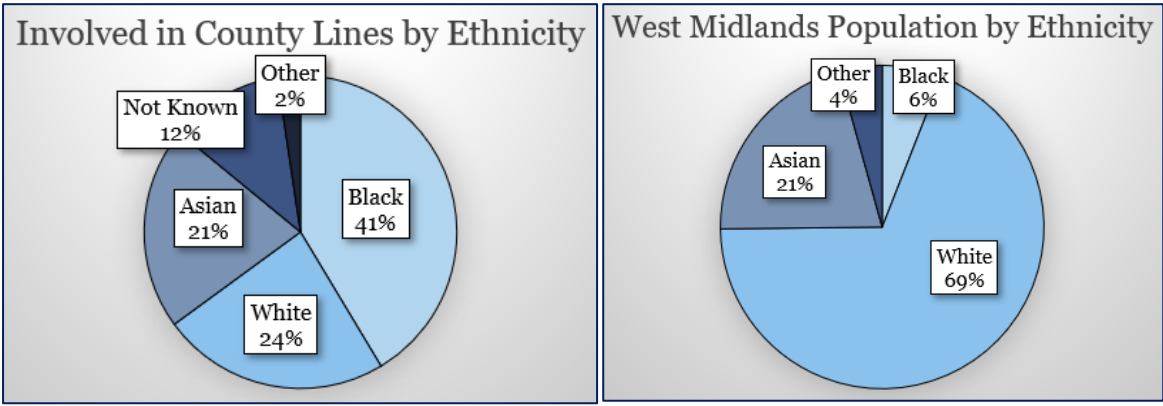 Involved in County Lines by Ethnicity
Other
2%
Not Known
12%
Black
41%
Asian
21%
White
24%
West Midlands Population by Ethnicity
Other
4%
Black
6%
Asian
21%
White
69%